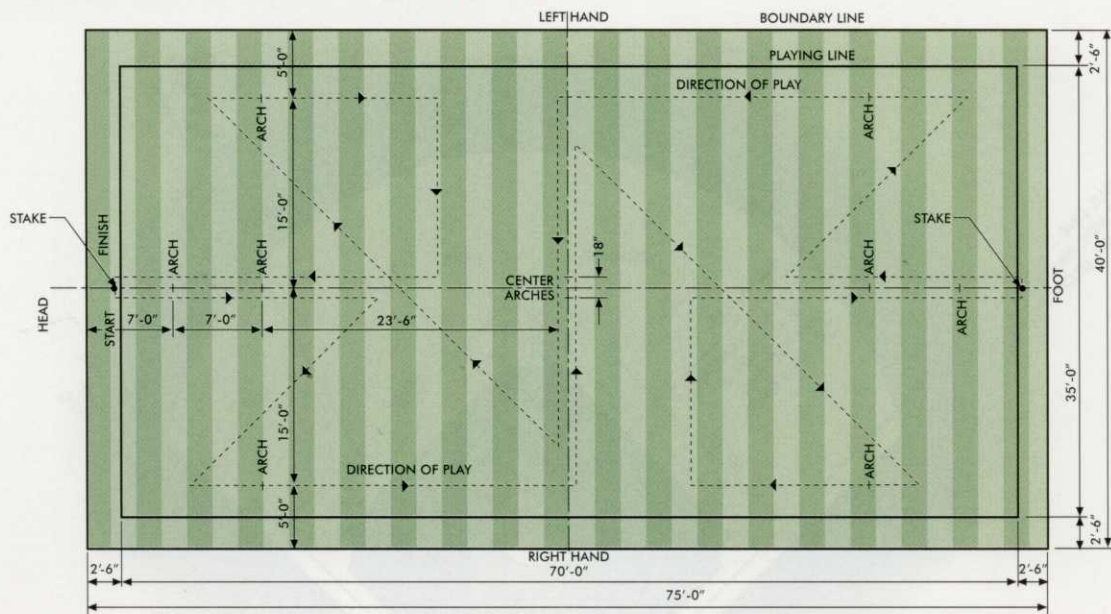 LEFT HAND
BOUNDARY LINE
PLAYING LINE
DIRECTION OF PLAY
2'-6"
5'-0"
ARCH
ARCH
15'-0"
STAKE
FINISH
ARCH
ARCH
CENTER
ARCHES
18"
ARCH
STAKE
HEAD
START
7'-0"
7'-0"
23'-6"
ARCH
FOOT
40'-0"
35'-0"
15'-0"
ARCH
DIRECTION OF PLAY
ARCH
5'-0"
2'-6"
RIGHT HAND
2'-6"
70'-0"
2'-6"
75'-0"